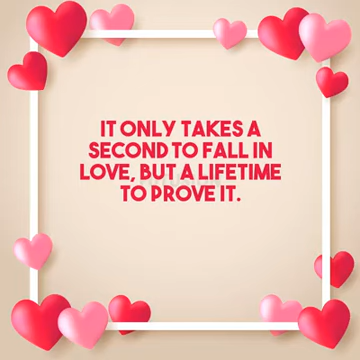 IT ONLY TAKES A
SECOND TO FALL IN
LOVE, BUT A LIFETIME
TO PROVE IT.